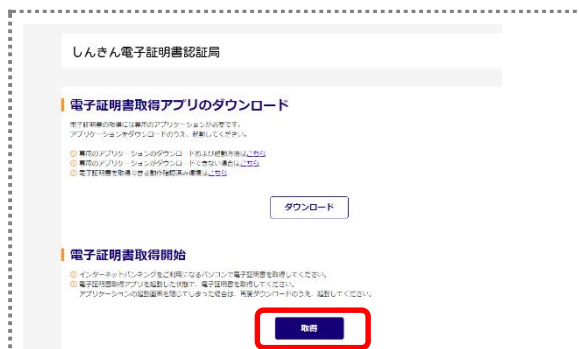 しんきん電子証明書認証局
電子証明書取得アプリのダウンロード
電子証明書の取得には専用のアプリケーションが必要です。
アプリケーションをダウンロードのうえ、起動してください。
専用のアプリケーションのダウンロードおよび起動方法はこちら
専用のアプリケーションがダウンロードできない場合はこちら
電子証明書を取得できる動作確認済み環境はこちら
ダウンロード
電子証明書取得開始
インターネットバンキングをご利用になるパソコンで電子証明書を取得してください。
電子証明書取得アプリを起動した状態で、電子証明書を取得してください。
アプリケーションの起動画面を閉じてしまった場合は、再度ダウンロードのうえ、起動してください。
取得